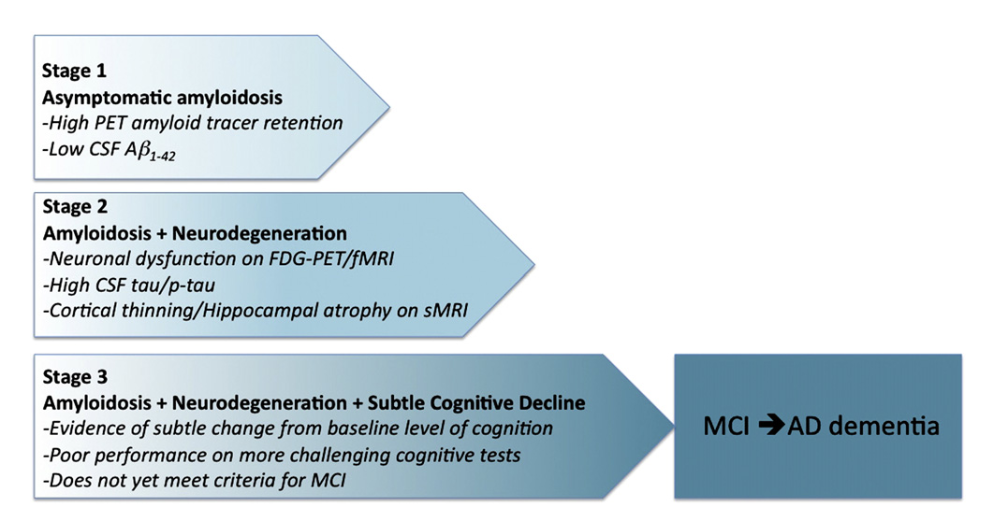 Stage 1
Asymptomatic amyloidosis
-High PET amyloid tracer retention
-Low CSF Aβ1-42
Stage 2
Amyloidosis + Neurodegeneration
-Neuronal dysfunction on FDG-PET/fMRI
-High CSF tau/p-tau
-Cortical thinning/Hippocampal atrophy on sMRI
Stage 3
Amyloidosis + Neurodegeneration + Subtle Cognitive Decline
-Evidence of subtle change from baseline level of cognition
-Poor performance on more challenging cognitive tests
-Does not yet meet criteria for MCI
MCI ➔ AD dementia